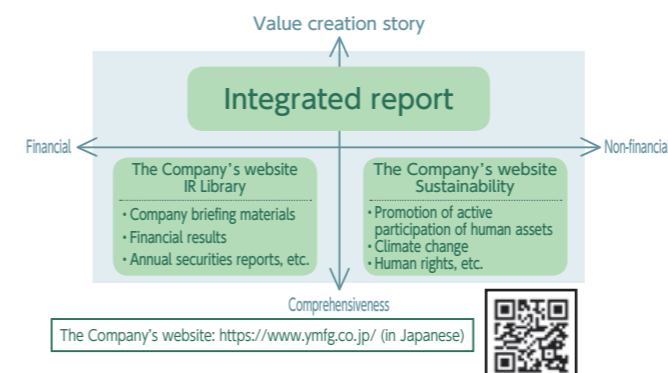 Value creation story
Integrated report
Financial
Non-financia
The Company's website
IR Library
・Company briefing materials
・Financial results
・Annual securities reports, etc.
The Company's website
Sustainability
・Promotion of active
participation of human assets
・Climate change
・Human rights, etc.
Comprehensiveness
The Company's website: https://www.ymfg.co.jp/ (in Japanese)